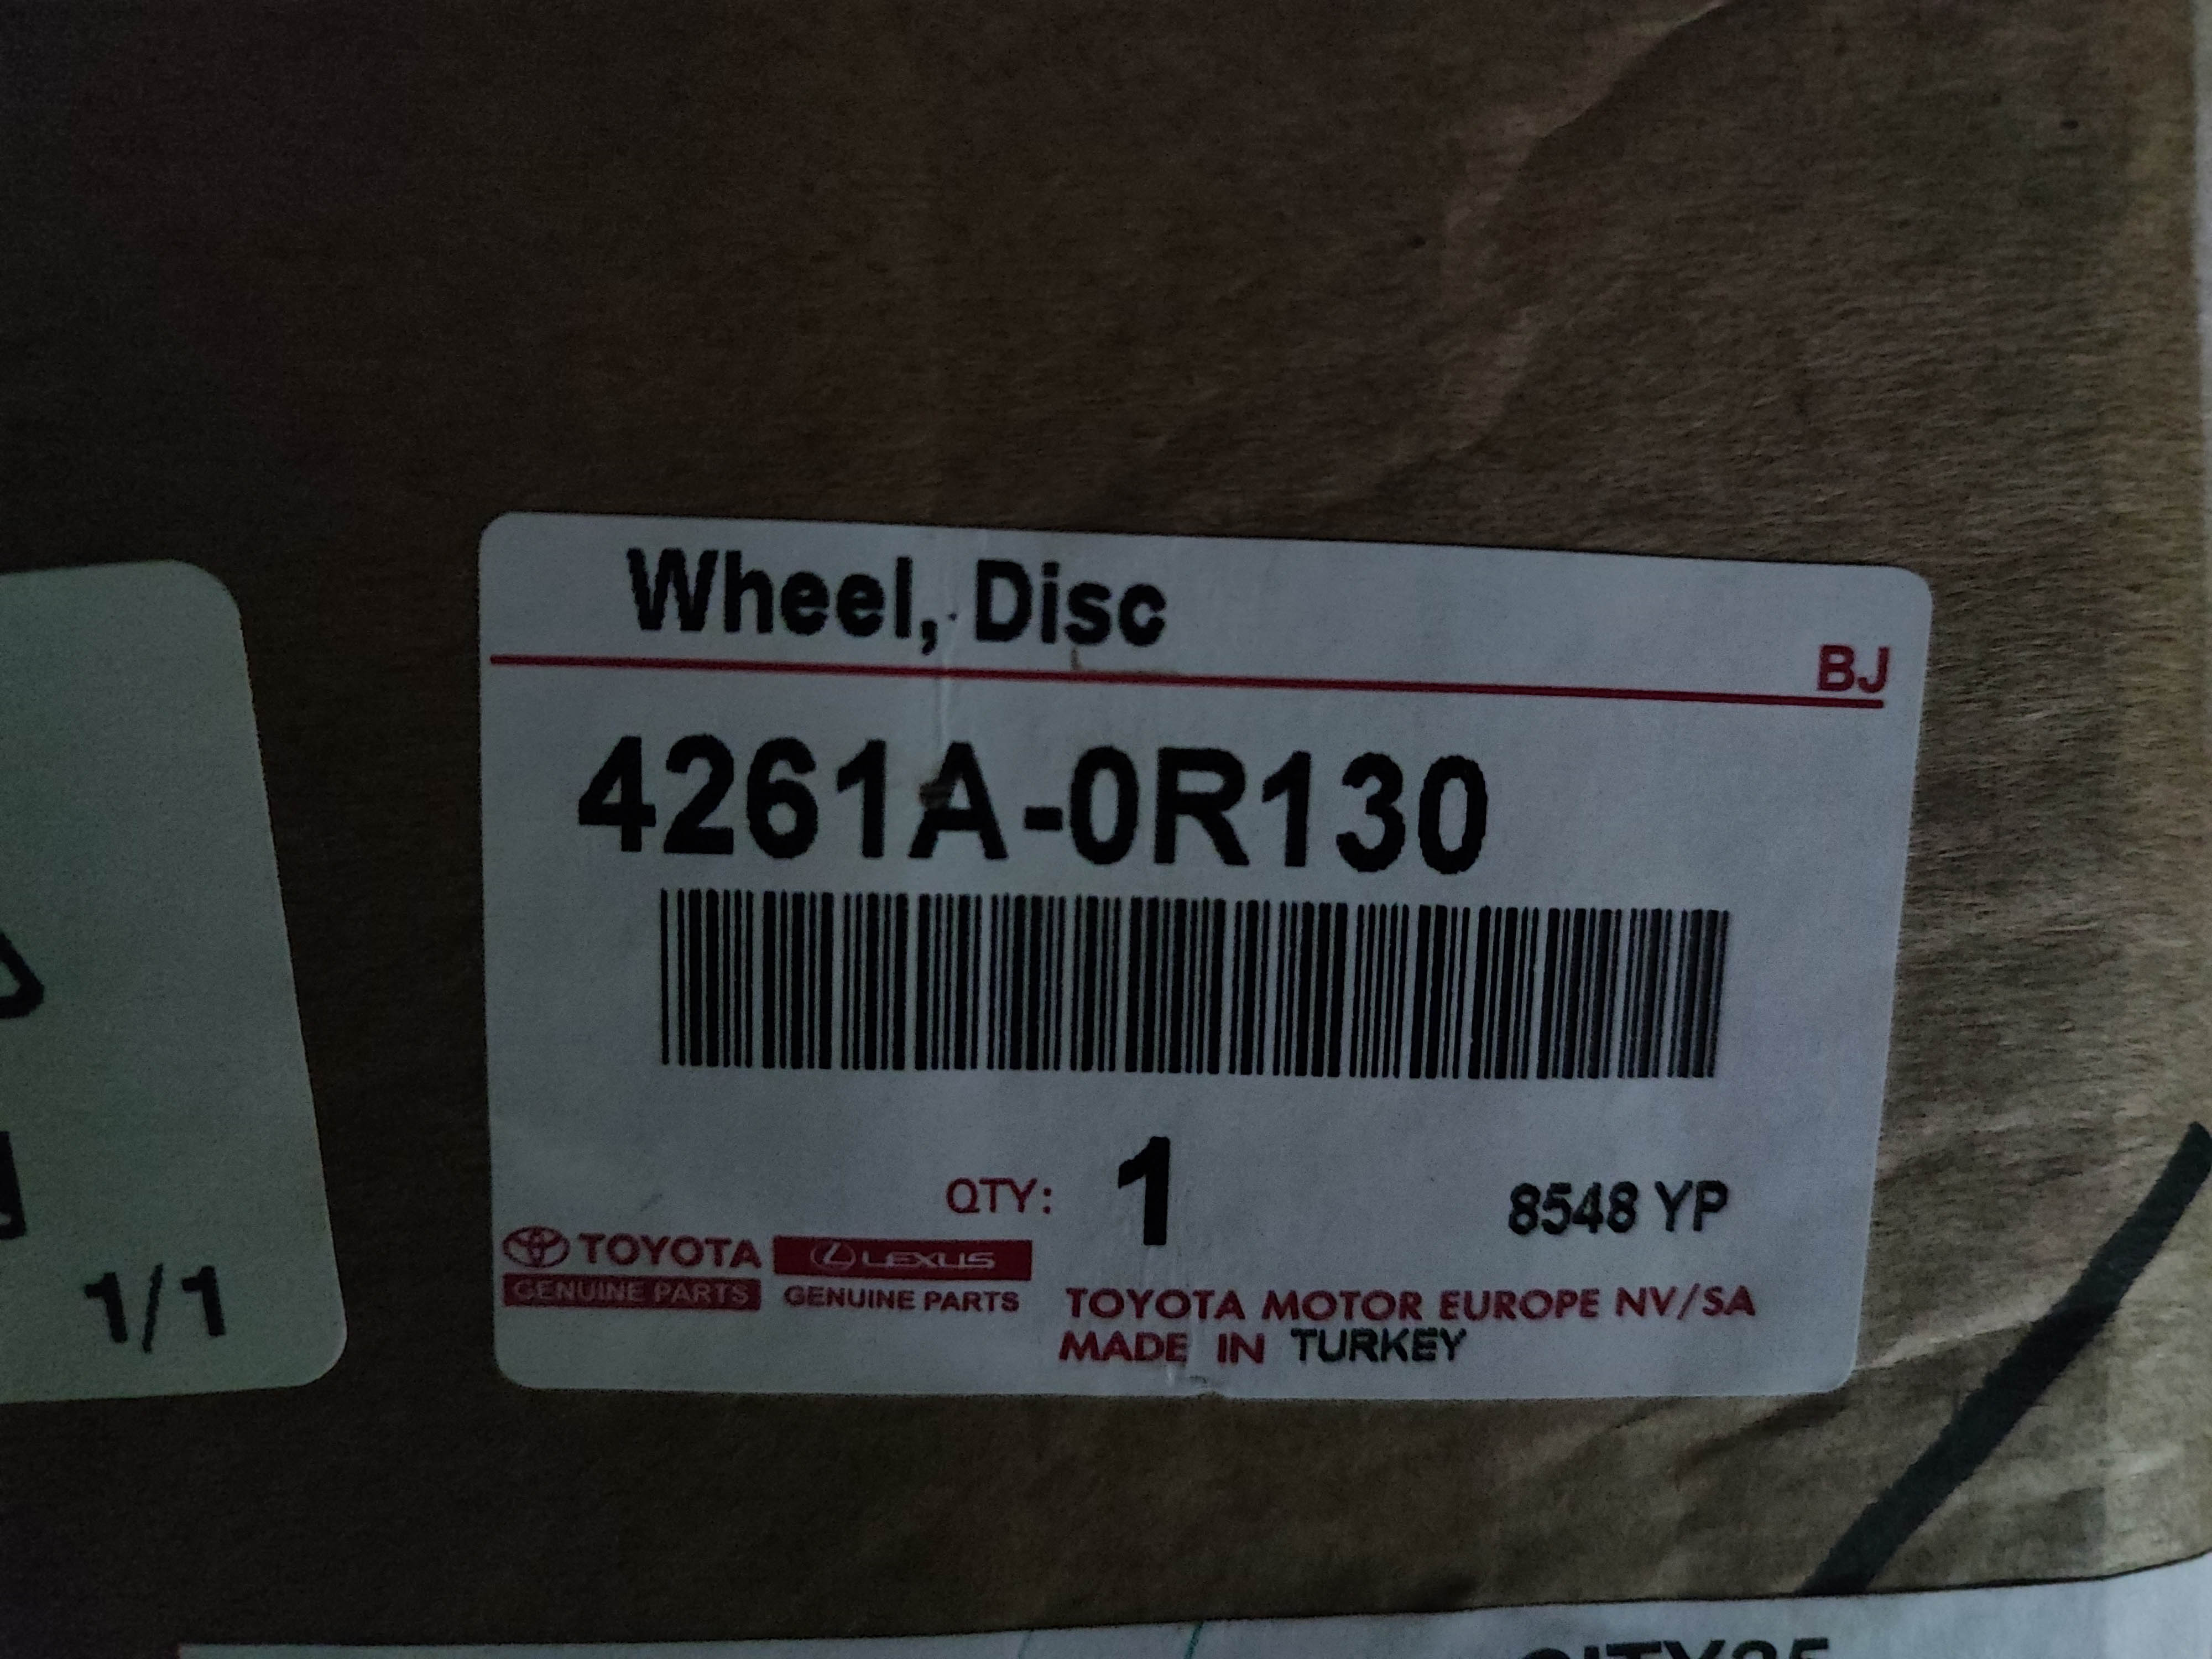 Wheel, Disc
BJ
4261A-0R130
QTY: 1
8548 YP
TOYOTA
GENUINE PARTS
LEXUS
GENUINE PARTS
TOYOTA MOTOR EUROPE NV/SA
MADE IN TURKEY
1/1